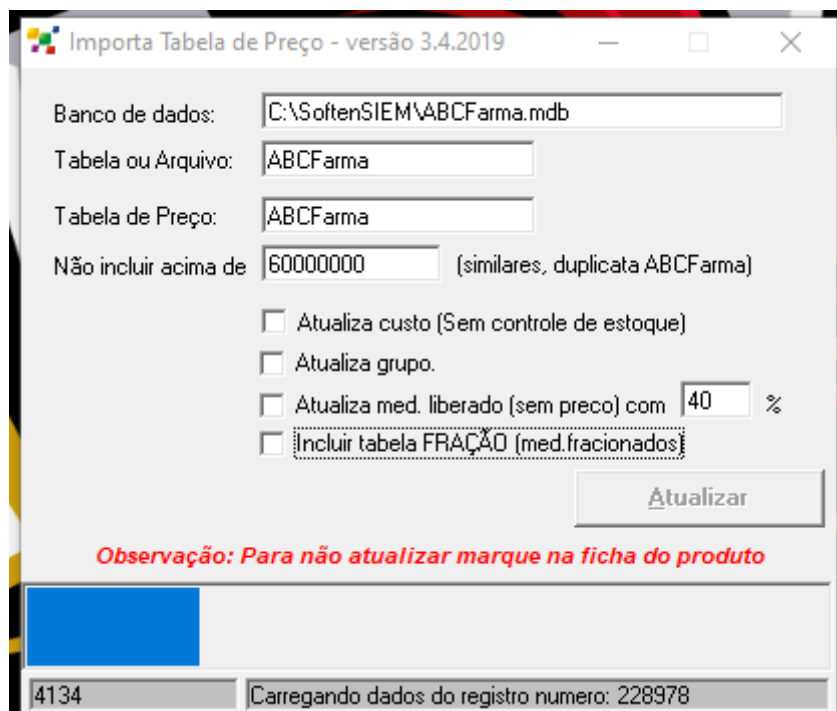 Importa Tabela de Preço - versão 3.4.2019
Banco de dados: C:\SoftenSIEM\ABCFarma.mdb
Tabela ou Arquivo: ABCFarma
Tabela de Preço: ABCFarma
Não incluir acima de 60000000 (similares, duplicata ABCFarma)
Atualiza custo (Sem controle de estoque)
Atualiza grupo.
Atualiza med. liberado (sem preco) com 40 %
Incluir tabela FRAÇÃO (med.fracionados)
Atualizar
Observação: Para não atualizar marque na ficha do produto
4134 Carregando dados do registro numero: 228978